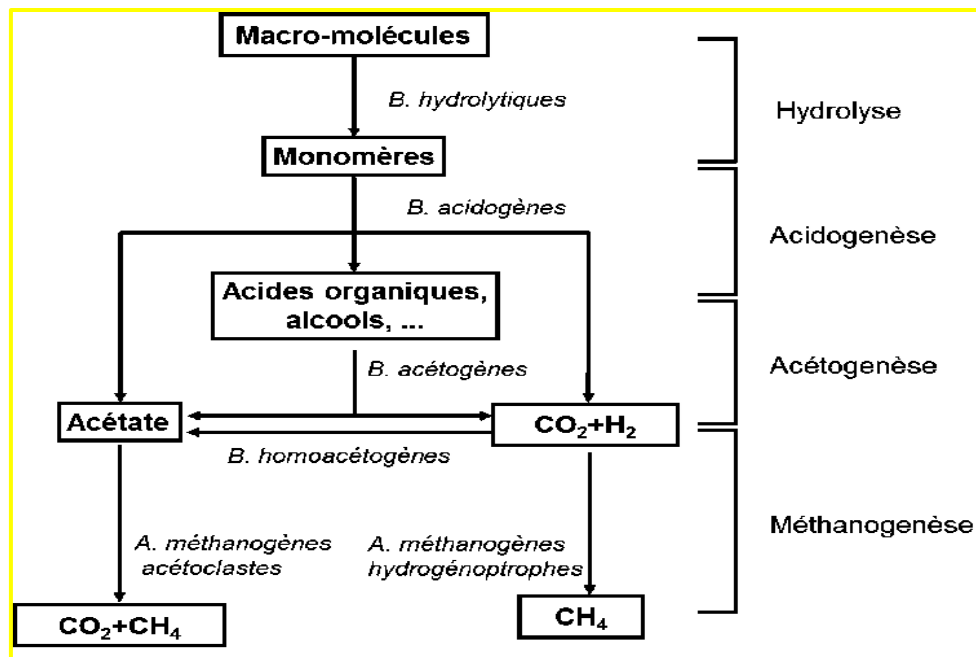 Macro-molécules
B. hydrolytiques
Hydrolyse
Monomères
B. acidogènes
Acidogenèse
Acides organiques,
alcools, ...
B. acétogènes
Acétogenèse
Acétate
CO₂+H₂
B. homoacétogènes
Méthanogenèse
A. méthanogènes
acétoclastes
A. méthanogènes
hydrogénoptrophes
CO₂+CH₄
CH₄